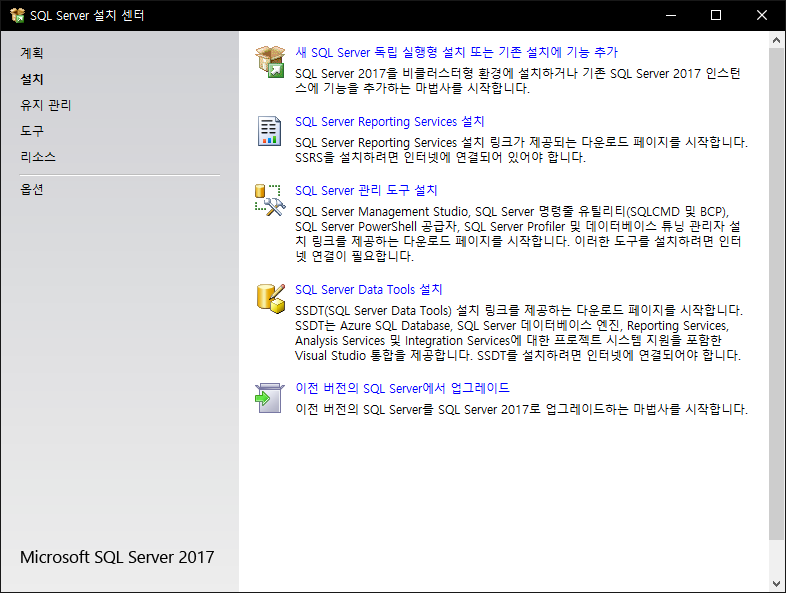 SQL Server 설치 센터
계획
설치
유지 관리
도구
리소스
옵션
Microsoft SQL Server 2017
새 SQL Server 독립 실행형 설치 또는 기존 설치에 기능 추가
SQL Server 2017을 비클러스터형 환경에 설치하거나 기존 SQL Server 2017 인스턴
스에 기능을 추가하는 마법사를 시작합니다.
SQL Server Reporting Services 설치
SQL Server Reporting Services 설치 링크가 제공되는 다운로드 페이지를 시작합니다.
SSRS을 설치하려면 인터넷에 연결되어 있어야 합니다.
SQL Server 관리 도구 설치
SQL Server Management Studio, SQL Server 명령줄 유틸리티(SQLCMD 및 BCP),
SQL Server PowerShell 공급자, SQL Server Profiler 및 데이터베이스 튜닝 관리자 설
치 링크를 제공하는 다운로드 페이지를 시작합니다. 이러한 도구를 설치하려면 인터
넷 연결이 필요합니다.
SQL Server Data Tools 설치
SSDT(SQL Server Data Tools) 설치 링크를 제공하는 다운로드 페이지를 시작합니다.
SSDT는 Azure SQL Database, SQL Server 데이터베이스 엔진, Reporting Services,
Analysis Services 및 Integration Services에 대한 프로젝트 시스템 지원을 포함한
Visual Studio 통합을 제공합니다. SSDT를 설치하려면 인터넷에 연결되어야 합니다.
이전 버전의 SQL Server에서 업그레이드
이전 버전의 SQL Server를 SQL Server 2017로 업그레이드하는 마법사를 시작합니다.